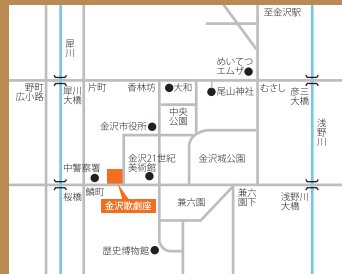 至金沢駅
犀川
めいてつ
エムザ
野町
広小路
犀川
大橋
片町
香林坊
大和
尾山神社
むさし
彦三
大橋
中央
公園
浅野川
金沢市役所
金沢21世紀
美術館
金沢城公園
中警察署
桜橋
鱗町
金沢歌劇座
兼六園
兼六
園下
浅野川
大橋
歴史博物館